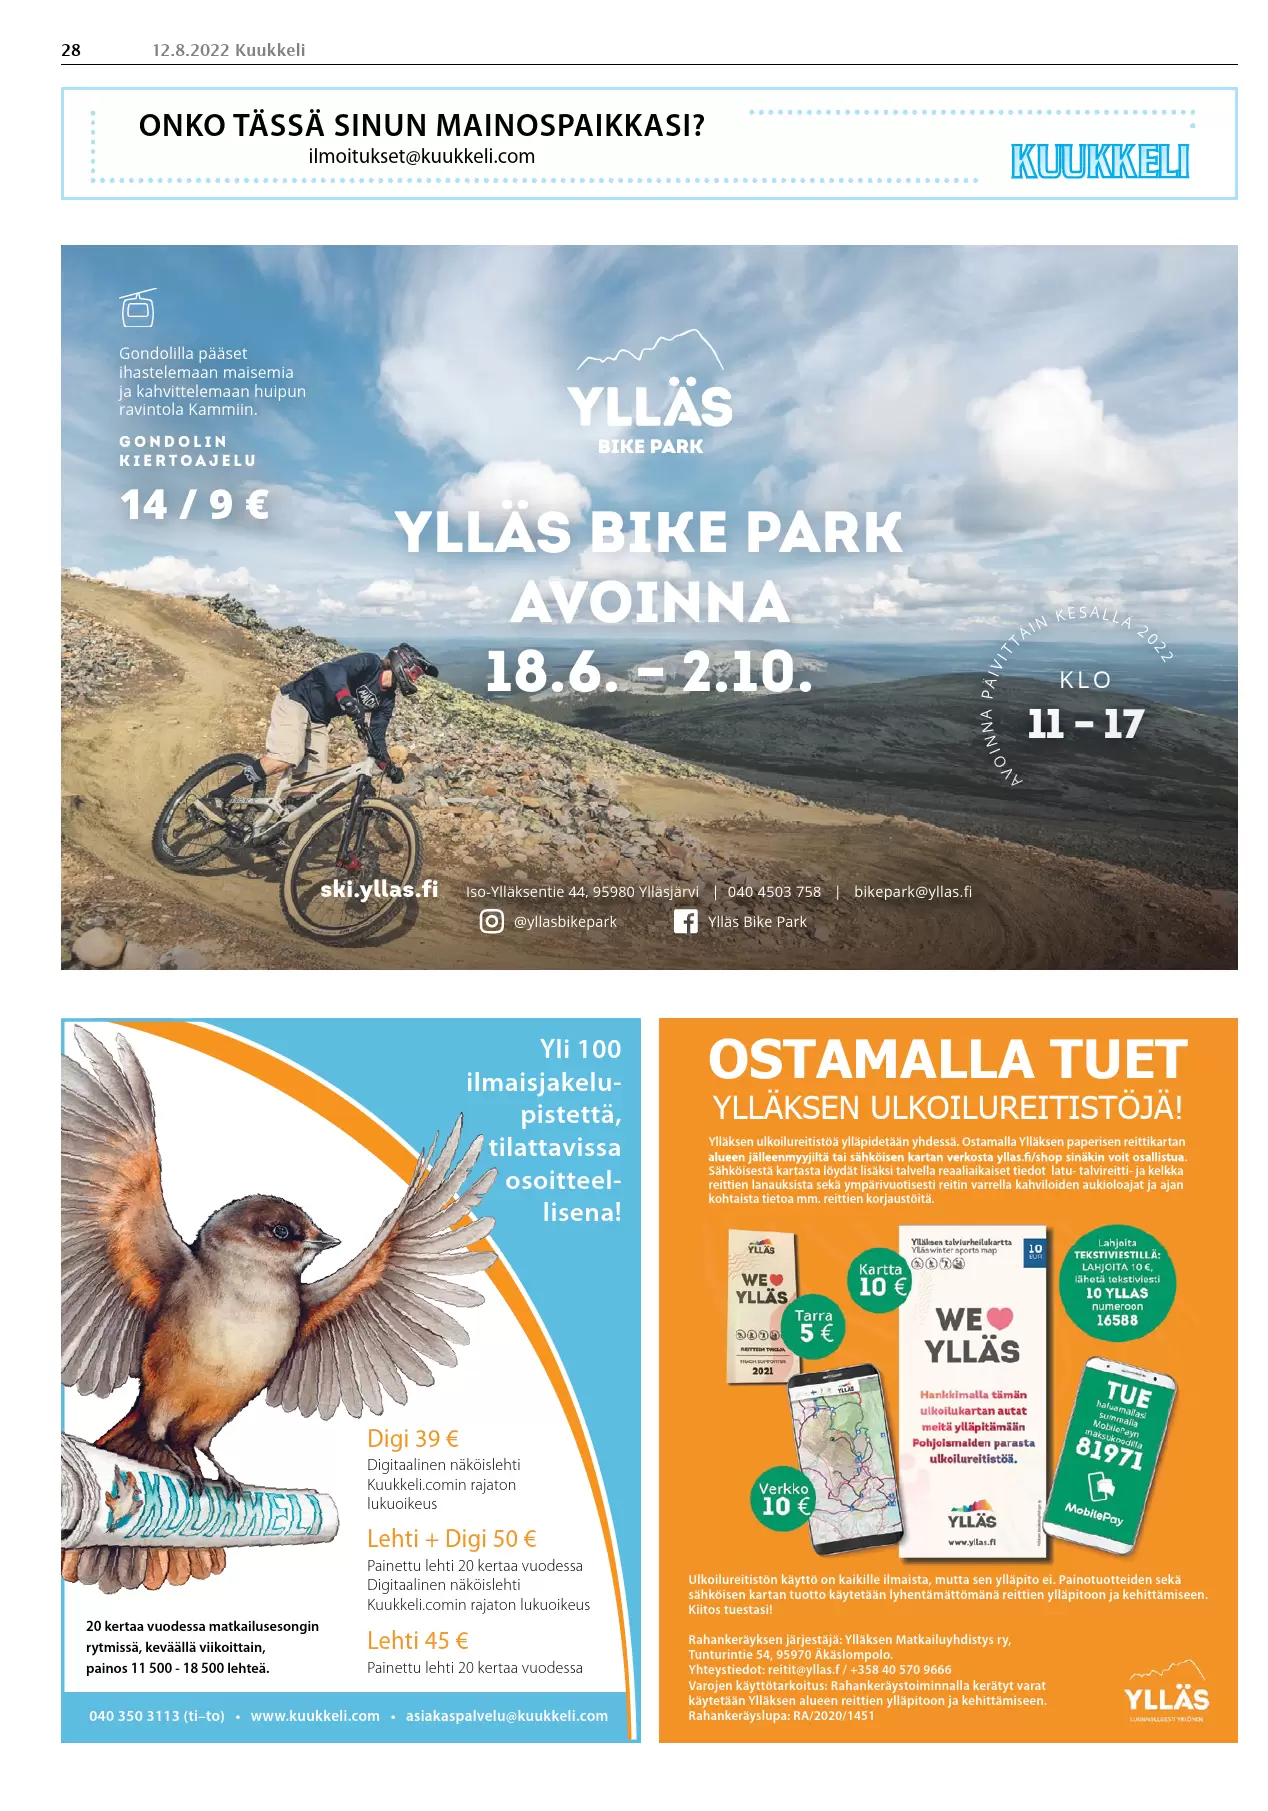 28 12.8.2022 Kuukkeli
ONKO TÄSSÄ SINUN MAINOSPAIKKASI?
ilmoitukset@kuukkeli.com
KUUKKELI
Gondolilla pääset
ihastelemaan maisemia
ja kahvittelemaan huipun
ravintola Kammiin.
GONDOLIN
KIERTOAJELU
14 / 9 €
YLLÄS
BIKE PARK
YLLÄS BIKE PARK
AVOINNA
18.6. – 2.10.
AVOINNA PÄIVITTÄIN KESÄLLÄ 2022
KLO
11 – 17
ski.yllas.fi Iso-Ylläksentie 44, 95980 Ylläsjärvi | 040 4503 758 | bikepark@yllas.fi
@yllasbikepark Ylläs Bike Park
Yli 100
ilmaisjakelu-
pistettä,
tilattavissa
osoitteel-
lisena!
KUUKKELI
Digi 39 €
Digitaalinen näköislehti
Kuukkeli.comin rajaton
lukuoikeus
Lehti + Digi 50 €
Painettu lehti 20 kertaa vuodessa
Digitaalinen näköislehti
Kuukkeli.comin rajaton lukuoikeus
Lehti 45 €
Painettu lehti 20 kertaa vuodessa
20 kertaa vuodessa matkailusesongin
rytmissä, keväällä viikoittain,
painos 11 500 - 18 500 lehteä.
040 350 3113 (ti–to) • www.kuukkeli.com • asiakaspalvelu@kuukkeli.com
OSTAMALLA TUET
YLLÄKSEN ULKOILUREITISTÖJÄ!
Ylläksen ulkoilureitistöä ylläpidetään yhdessä. Ostamalla Ylläksen paperisen reittikartan
alueen jälleenmyyjiltä tai sähköisen kartan verkosta yllas.fi/shop sinäkin voit osallistua.
Sähköisestä kartasta löydät lisäksi talvella reaaliaikaiset tiedot latu- talvireitti- ja kelkka
reittien lanauksista sekä ympärivuotisesti reitin varrella kahviloiden aukioloajat ja ajan
kohtaista tietoa mm. reittien korjaustöitä.
YLLÄS
WE
YLLÄS
REITTIEN TUKIJA
TRACK SUPPORTER
2021
Tarra
5 €
Kartta
10 €
Ylläksen talviurheilukartta
Ylläs winter sports map
10
EUR
WE
YLLÄS
Hankkimalla tämän
ulkoilukartan autat
meitä ylläpitämään
Pohjoismaiden parasta
ulkoilureitistöä.
YLLÄS
www.yllas.fi
Lahjoita
TEKSTIVIESTILLÄ:
LAHJOITA 10 €,
lähetä tekstiviesti
10 YLLAS
numeroon
16588
YLLÄS
Verkko
10 €
TUE
haluamallasi
summalla
MobilePayn
maksukoodilla
81971
MobilePay
Ulkoilureitistön käyttö on kaikille ilmaista, mutta sen ylläpito ei. Painotuotteiden sekä
sähköisen kartan tuotto käytetään lyhentämättömänä reittien ylläpitoon ja kehittämiseen.
Kiitos tuestasi!
Rahankeräyksen järjestäjä: Ylläksen Matkailuyhdistys ry,
Tunturintie 54, 95970 Äkäslompolo.
Yhteystiedot: reitit@yllas.f / +358 40 570 9666
Varojen käyttötarkoitus: Rahankeräystoiminnalla kerätyt varat
käytetään Ylläksen alueen reittien ylläpitoon ja kehittämiseen.
Rahankeräyslupa: RA/2020/1451
YLLÄS